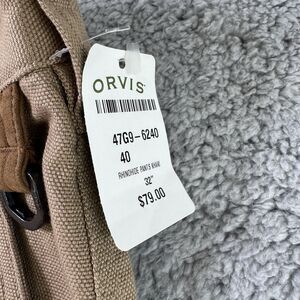 ORVIS
47G9-6240
40
RHINOHIDE PANTS KHAKI
32"
$79.00